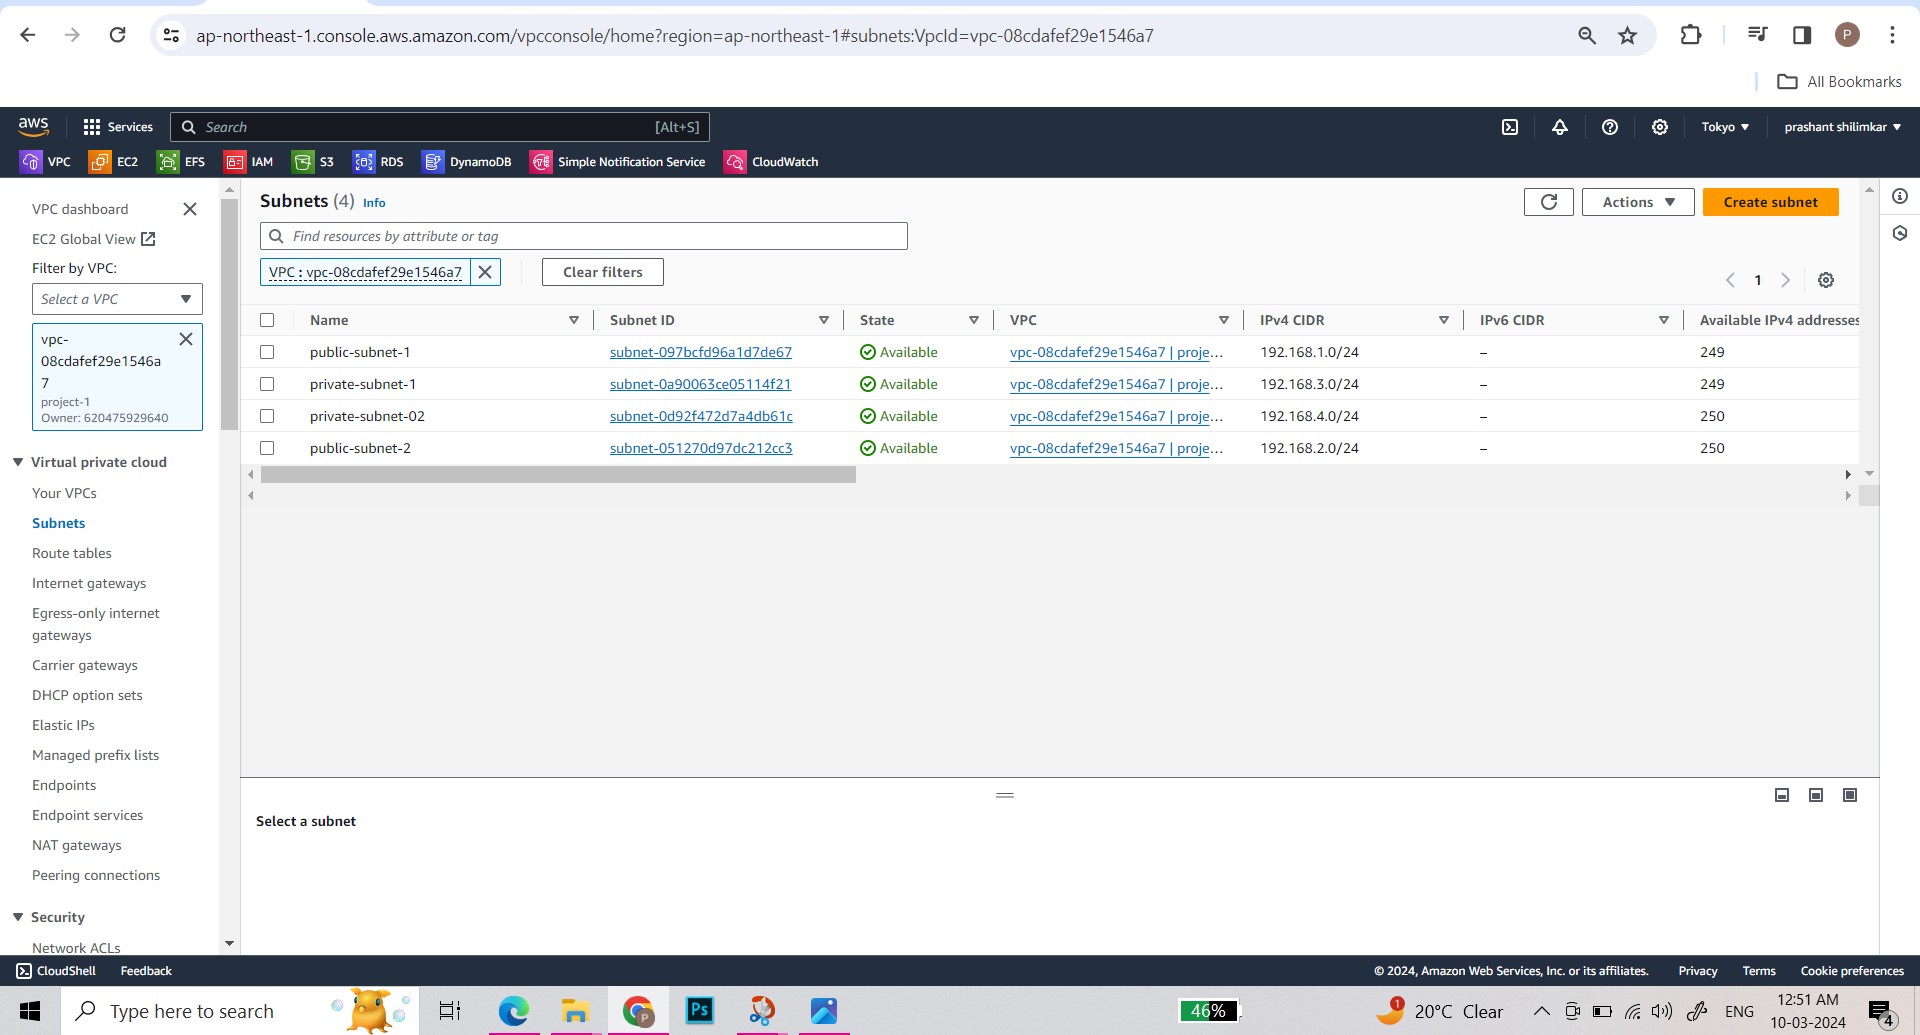 ap-northeast-1.console.aws.amazon.com/vpcconsole/home?region=ap-northeast-1#subnets:VpcId=vpc-08cdafef29e1546a7
P
All Bookmarks
aws Services Search [Alt+S] Tokyo prashant shilimkar
VPC EC2 EFS IAM S3 RDS DynamoDB Simple Notification Service CloudWatch
VPC dashboard
EC2 Global View
Filter by VPC:
Select a VPC
vpc-
08cdafef29e1546a
7
project-1
Owner: 620475929640
Virtual private cloud
Your VPCs
Subnets
Route tables
Internet gateways
Egress-only internet
gateways
Carrier gateways
DHCP option sets
Elastic IPs
Managed prefix lists
Endpoints
Endpoint services
NAT gateways
Peering connections
Security
Network ACLs
Subnets (4) Info
Actions Create subnet
Find resources by attribute or tag
VPC : vpc-08cdafef29e1546a7 Clear filters
1
Name Subnet ID State VPC IPv4 CIDR IPv6 CIDR Available IPv4 addresses
public-subnet-1 subnet-097bcfd96a1d7de67 Available vpc-08cdafef29e1546a7 | proje... 192.168.1.0/24 – 249
private-subnet-1 subnet-0a90063ce05114f21 Available vpc-08cdafef29e1546a7 | proje... 192.168.3.0/24 – 249
private-subnet-02 subnet-0d92f472d7a4db61c Available vpc-08cdafef29e1546a7 | proje... 192.168.4.0/24 – 250
public-subnet-2 subnet-051270d97dc212cc3 Available vpc-08cdafef29e1546a7 | proje... 192.168.2.0/24 – 250
Select a subnet
CloudShell Feedback © 2024, Amazon Web Services, Inc. or its affiliates. Privacy Terms Cookie preferences
Type here to search P Ps 46% 1 20°C Clear ENG 12:51 AM
10-03-2024 4